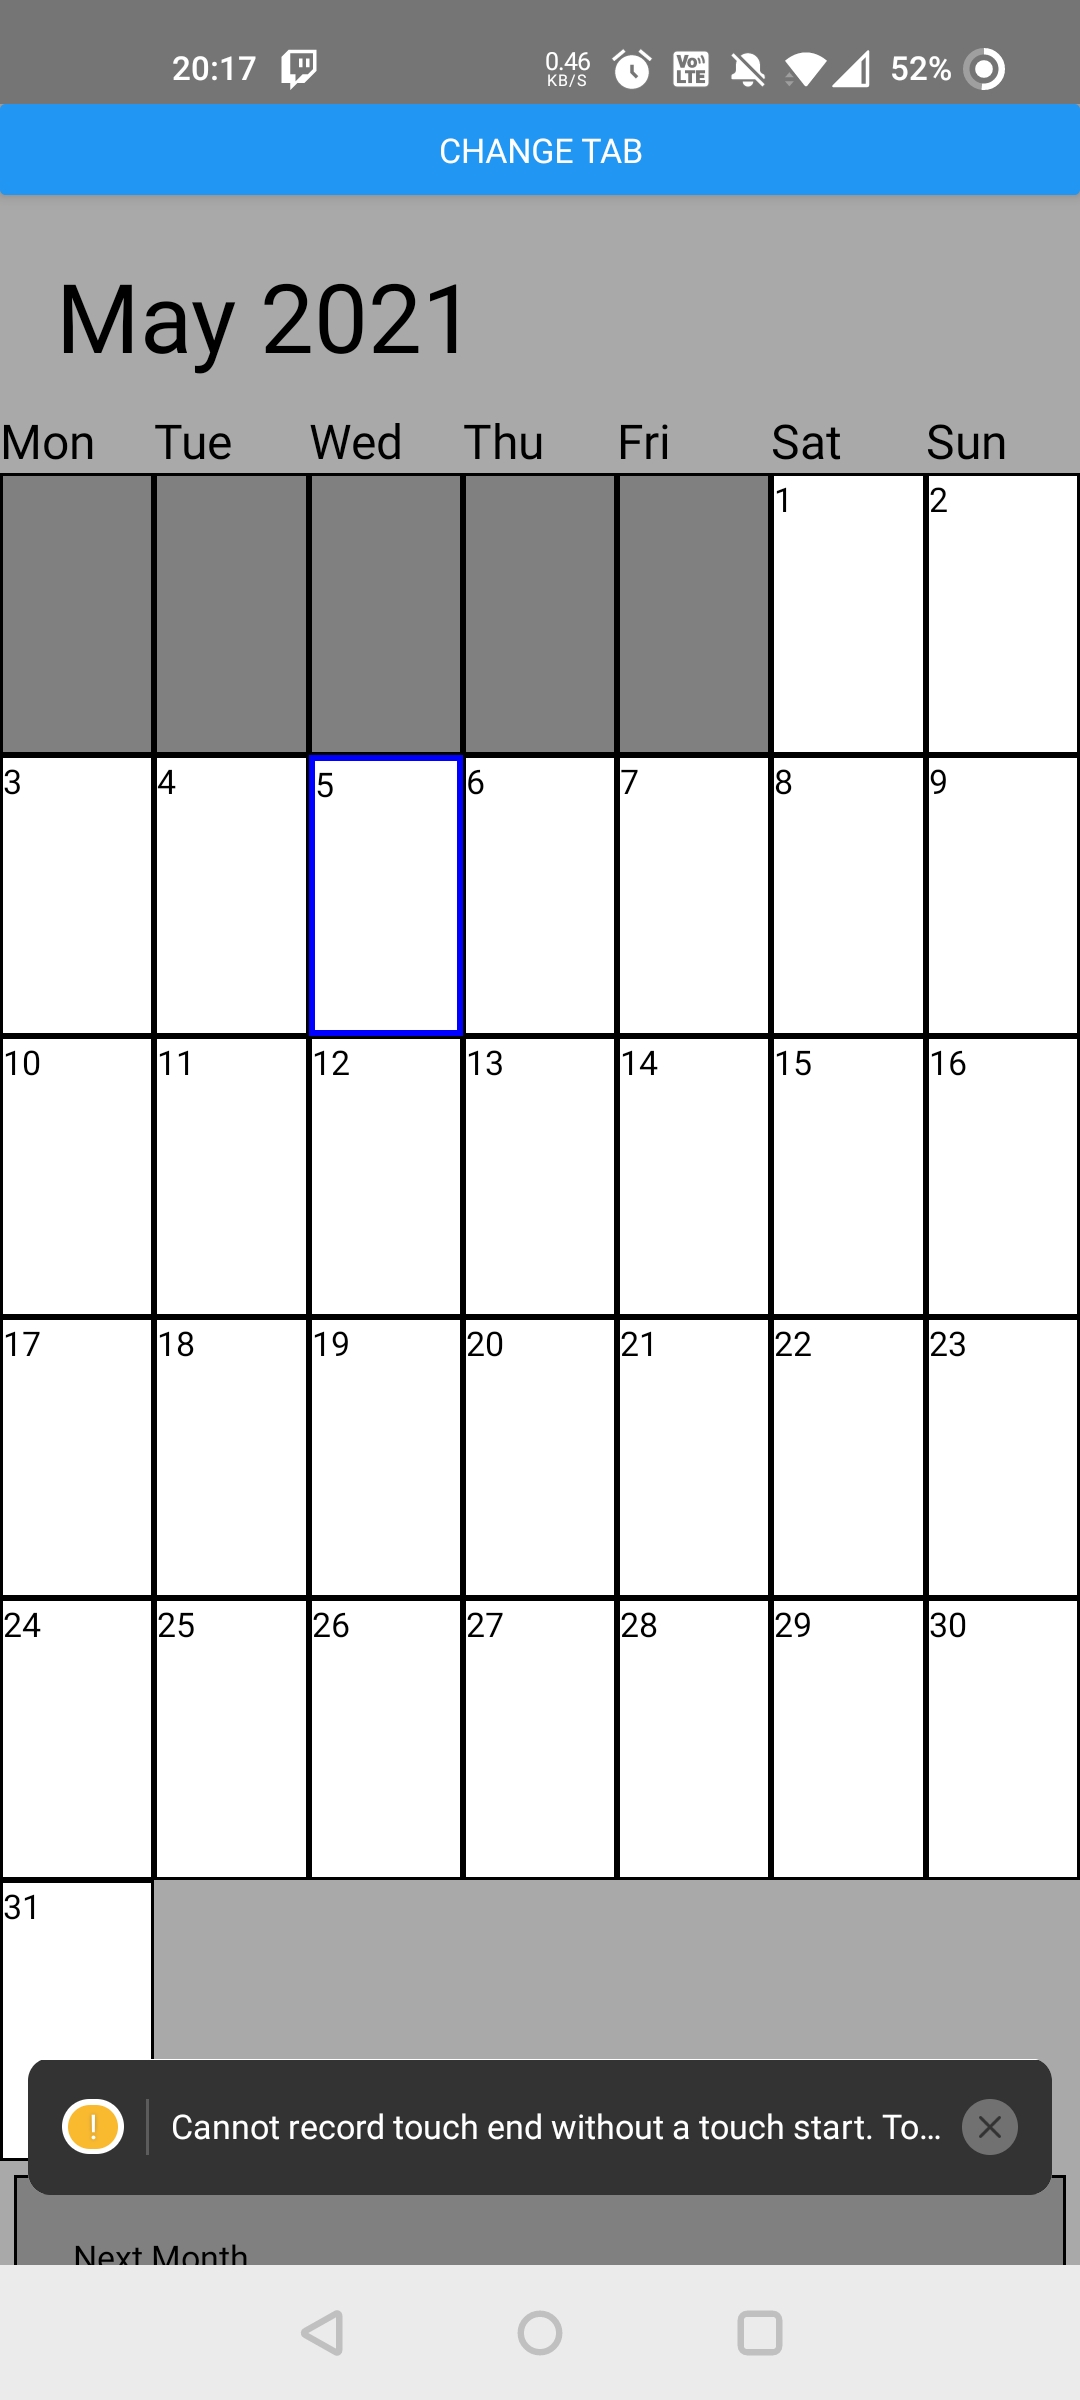 20:17 0.46 KB/S Vo)) LTE 52%
CHANGE TAB
May 2021
Mon Tue Wed Thu Fri Sat Sun
1 2
3 4 5 6 7 8 9
10 11 12 13 14 15 16
17 18 19 20 21 22 23
24 25 26 27 28 29 30
31
! Cannot record touch end without a touch start. To...
Next Month